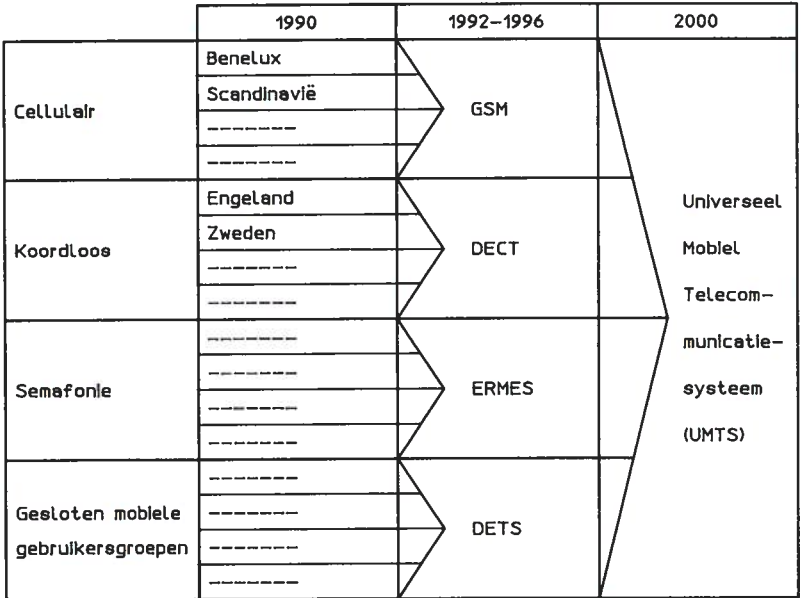 1990 1992-1996 2000
Cellulair
Benelux
Scandinavië
-------
-------
GSM
Koordloos
Engeland
Zweden
-------
-------
DECT
Semafonie
-------
-------
-------
-------
ERMES
Gesloten mobiele
gebruikersgroepen
-------
-------
-------
-------
DETS
Universeel
Mobiel
Telecom-
municatie-
systeem
(UMTS)